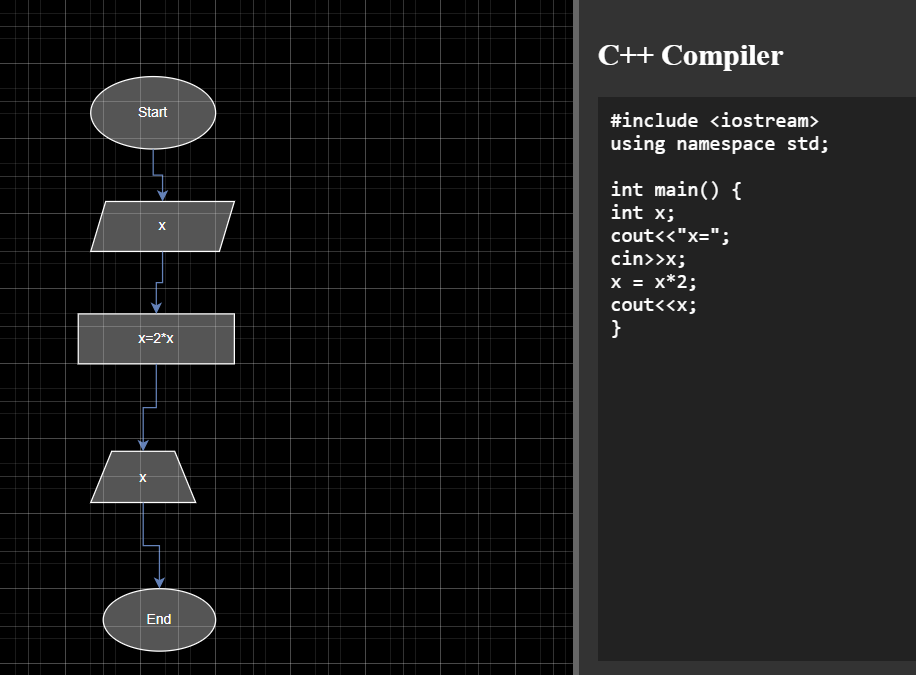 Start
x
x=2*x
x
End
C++ Compiler
#include <iostream>
using namespace std;
int main() {
int x;
cout<<"x=";
cin>>x;
x = x*2;
cout<<x;
}